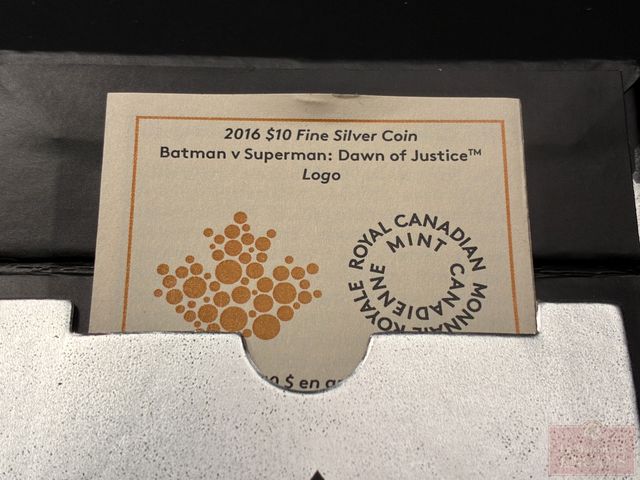 2016 $10 Fine Silver Coin
Batman v Superman: Dawn of Justice™
Logo
ROYAL CANADIAN MINT
MONNAIE ROYALE CANADIENNE
$ en